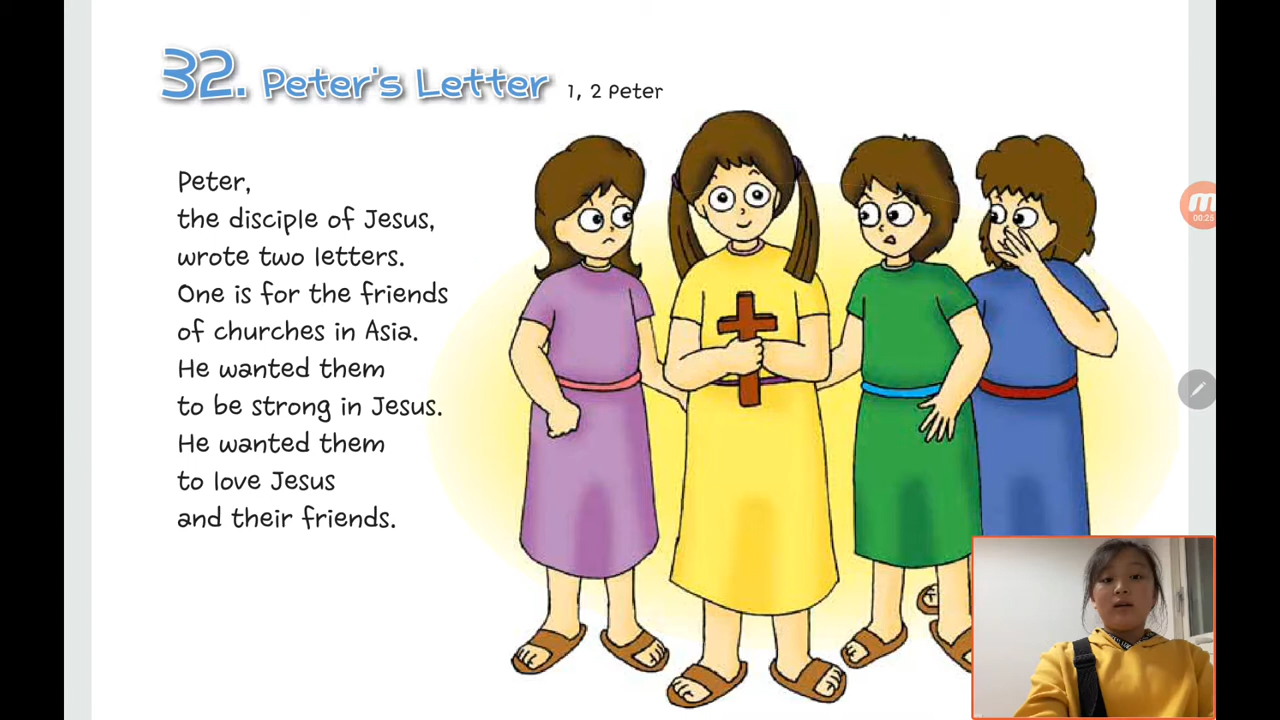 32. Peter's Letter 1, 2 Peter
Peter,
the disciple of Jesus,
wrote two letters.
One is for the friends
of churches in Asia.
He wanted them
to be strong in Jesus.
He wanted them
to love Jesus
and their friends.
M
00:25